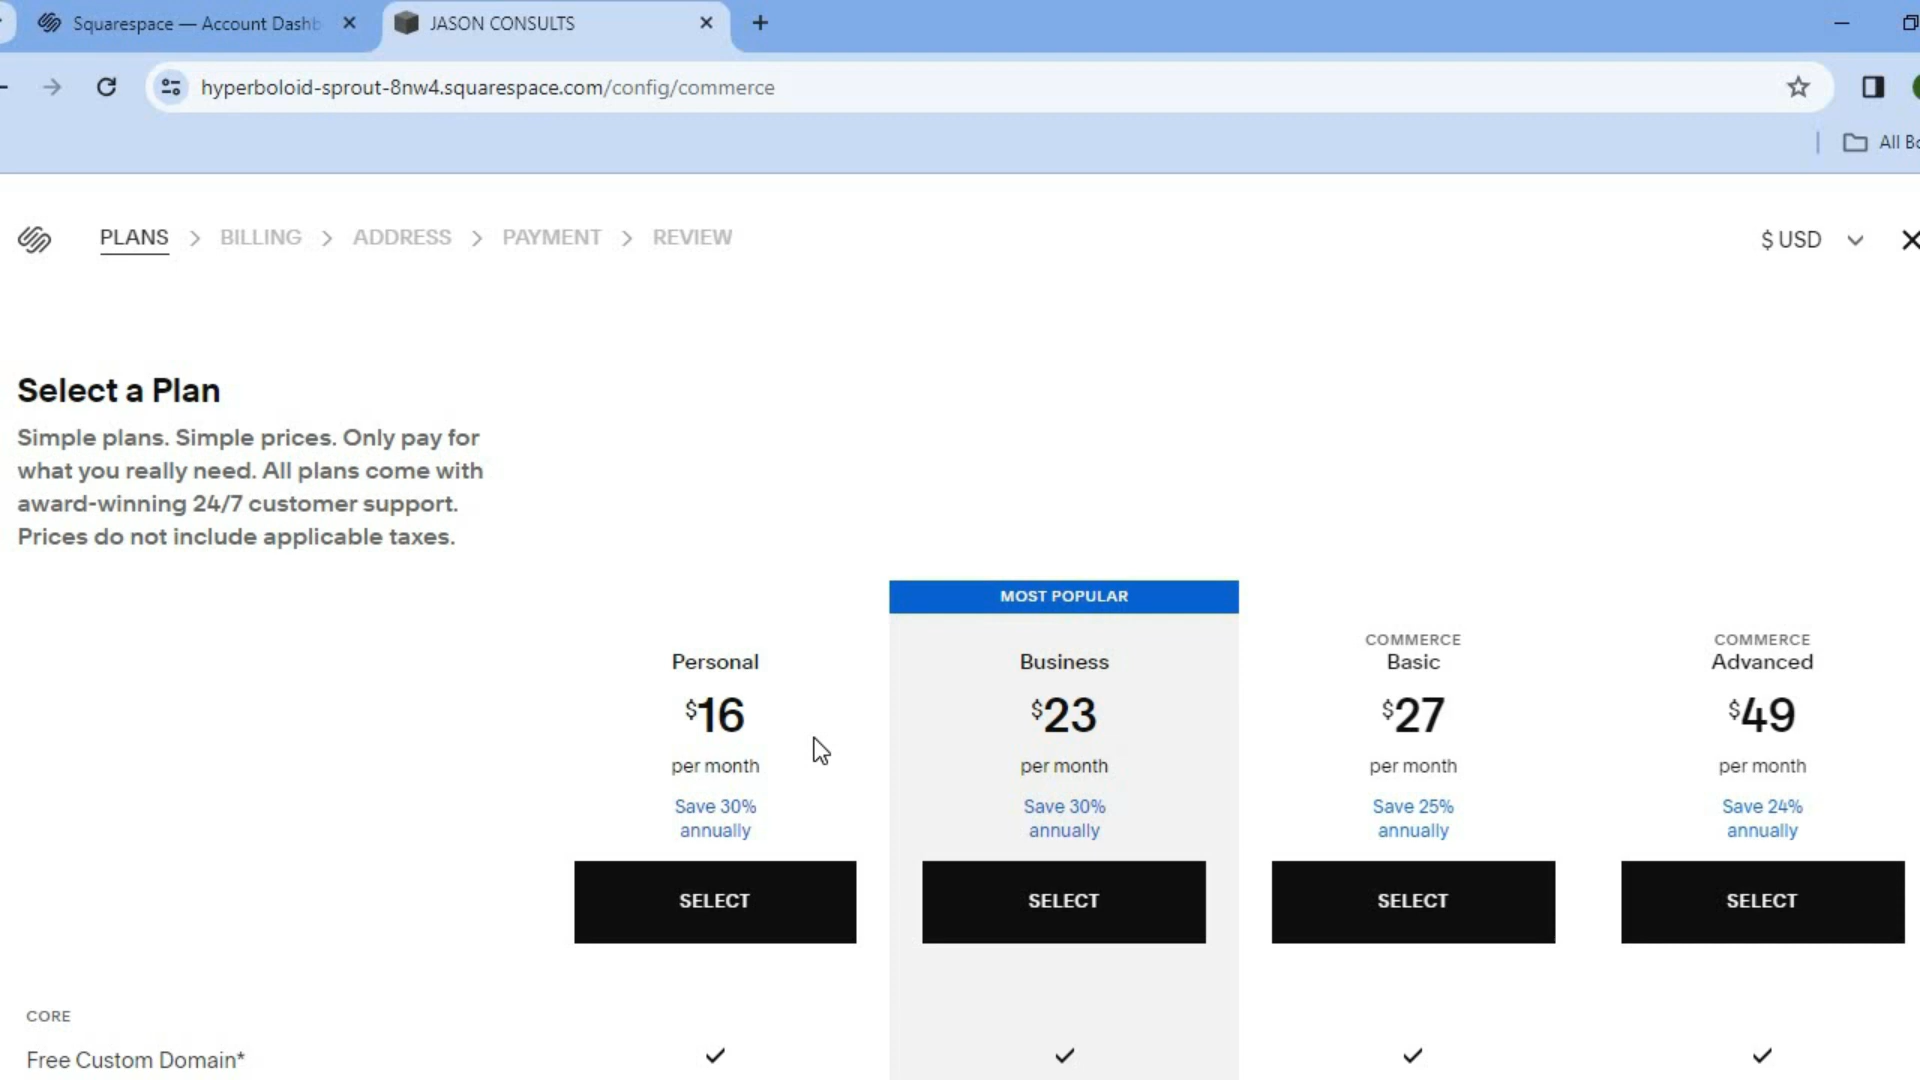 Squarespace — Account Dashb
JASON CONSULTS
hyperboloid-sprout-8nw4.squarespace.com/config/commerce
All Bo
PLANS > BILLING > ADDRESS > PAYMENT > REVIEW
$ USD
Select a Plan
Simple plans. Simple prices. Only pay for
what you really need. All plans come with
award-winning 24/7 customer support.
Prices do not include applicable taxes.
MOST POPULAR
Personal
$16
per month
Save 30%
annually
SELECT
Business
$23
per month
Save 30%
annually
SELECT
COMMERCE
Basic
$27
per month
Save 25%
annually
SELECT
COMMERCE
Advanced
$49
per month
Save 24%
annually
SELECT
CORE
Free Custom Domain*